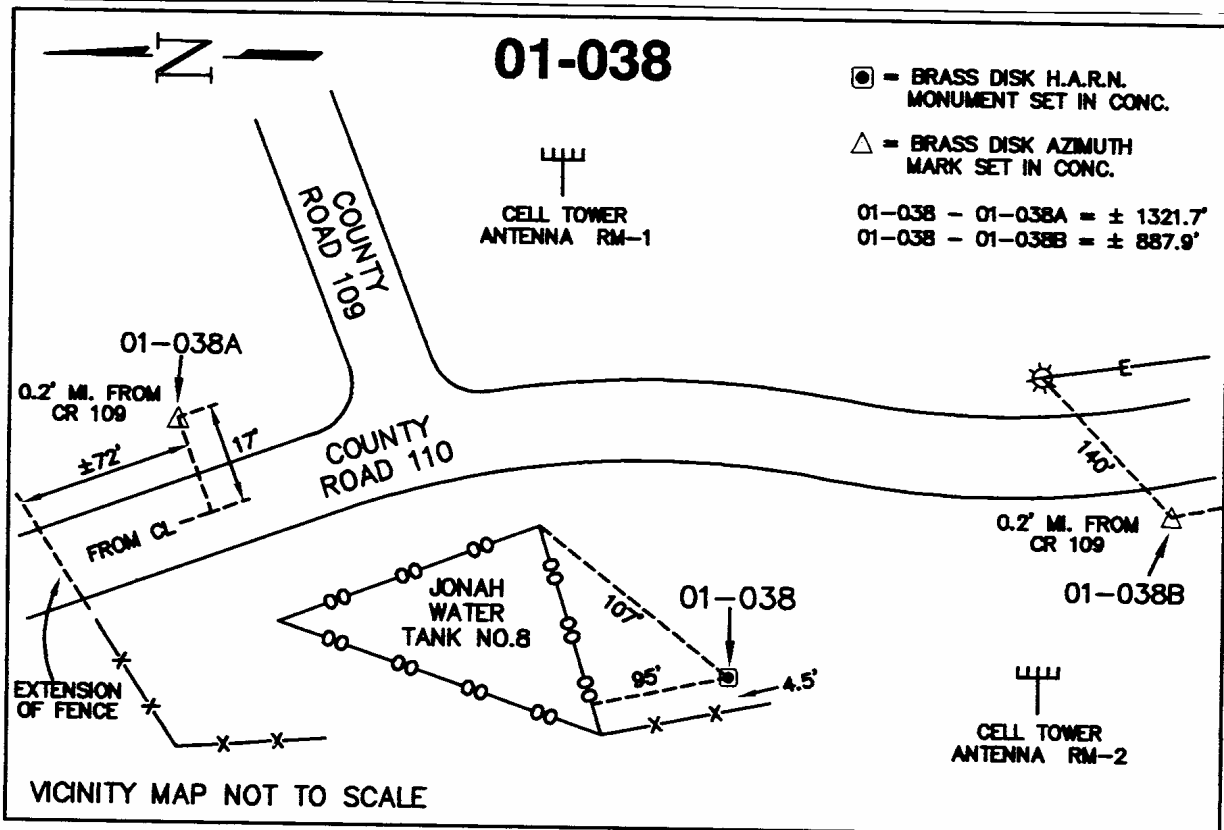 N
01-038
= BRASS DISK H.A.R.N.
MONUMENT SET IN CONC.
= BRASS DISK AZIMUTH
MARK SET IN CONC.
01-038 - 01-038A = ± 1321.7'
01-038 - 01-038B = ± 887.9'
CELL TOWER
ANTENNA RM-1
COUNTY
ROAD 109
01-038A
0.2' MI. FROM
CR 109
±72'
17'
FROM CL
COUNTY
ROAD 110
E
140'
0.2' MI. FROM
CR 109
01-038B
JONAH
WATER
TANK NO.8
107'
01-038
95'
4.5'
EXTENSION
OF FENCE
CELL TOWER
ANTENNA RM-2
VICINITY MAP NOT TO SCALE